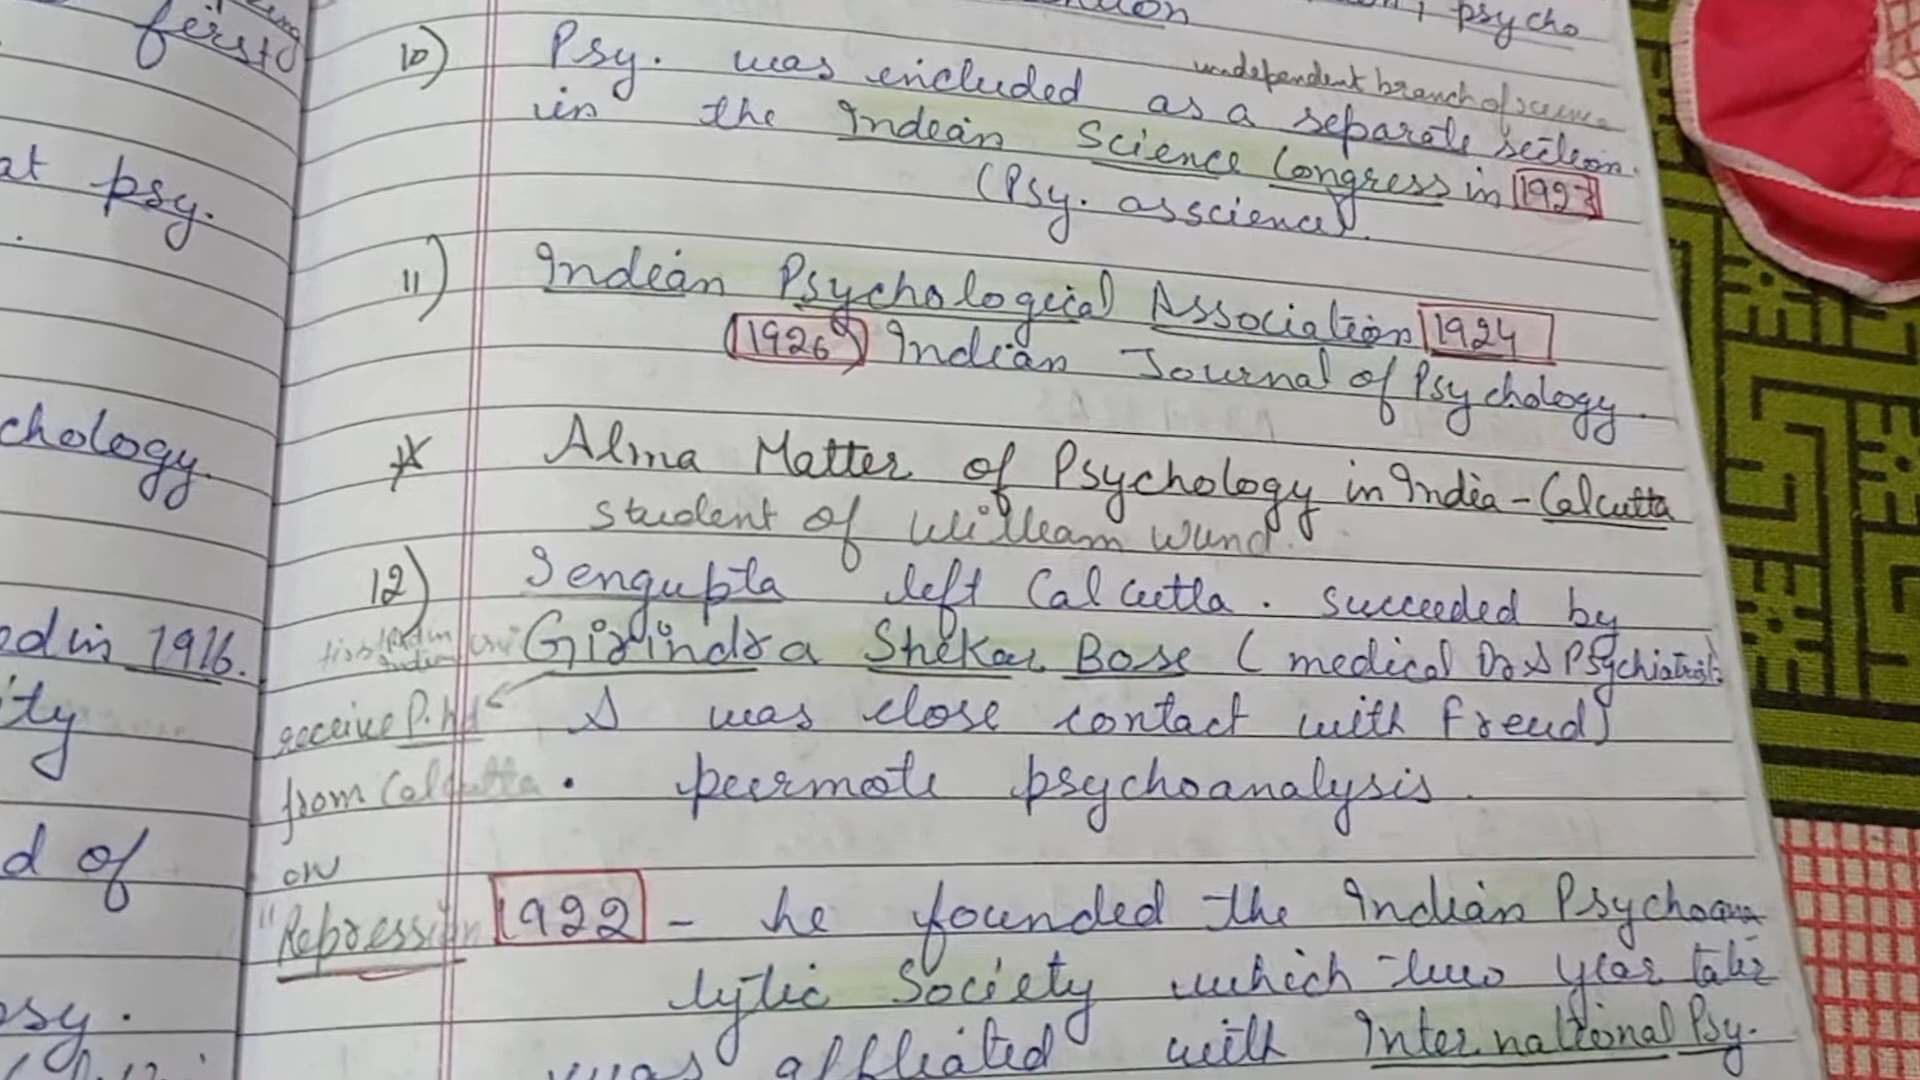 first
at psy.
chology.
ed in 1916.
ity
d of
psy.
psycho
10) Psy. was included as a separate section
independent branch of science
in the Indian Science Congress in 1923
(Psy. as science).
11) Indian Psychological Association 1924
(1926) Indian Journal of Psychology.
Alma Matter of Psychology in India - Calcutta
student of William Wund.
12) Sengupta left Calcutta. Succeeded by
Girindra Shekar Bose (medical Dr & Psychiatrist
receive P.hd & was close contact with Freud)
from Calcutta . permote psychoanalysis.
on
"Repression 1922 - he founded the Indian Psychoana
lytic Society which two year later
was affliated with International Psy.